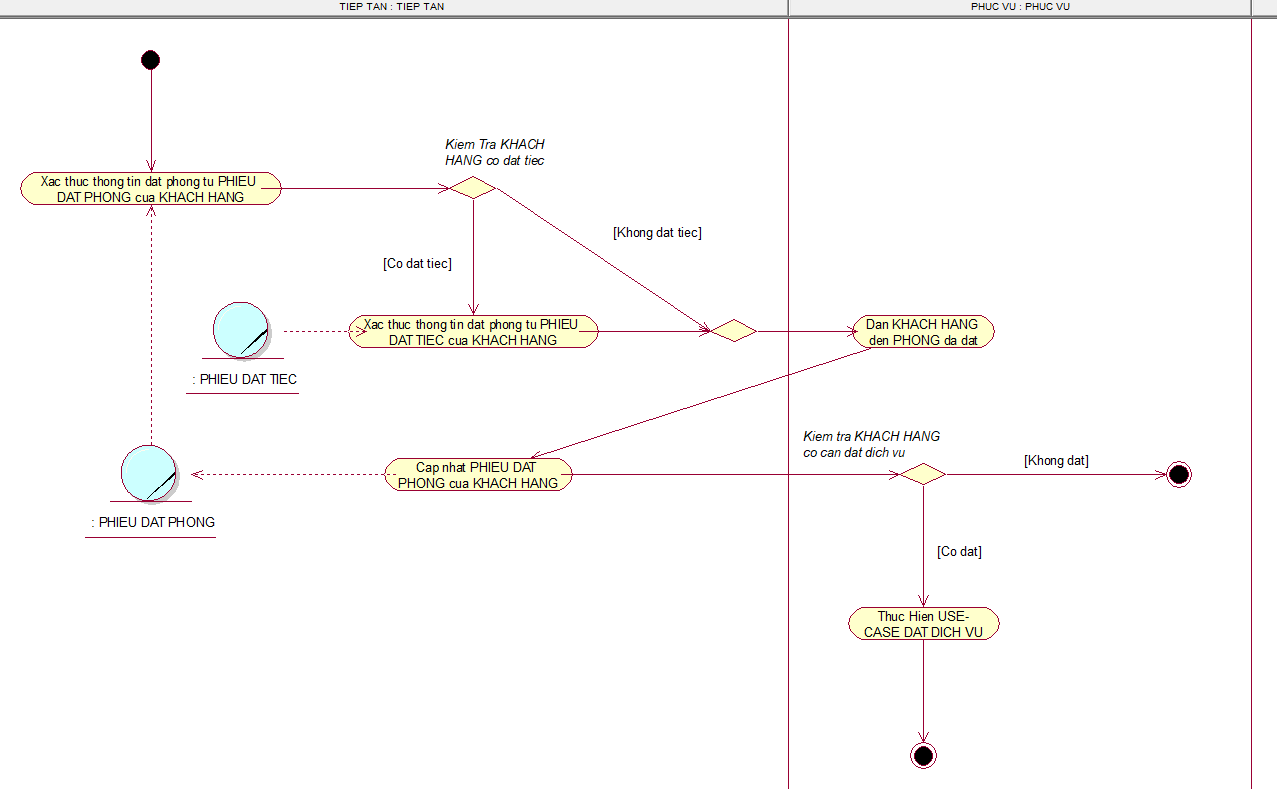 TIEP TAN : TIEP TAN
PHUC VU : PHUC VU
Kiem Tra KHACH
HANG co dat tiec
Xac thuc thong tin dat phong tu PHIEU
DAT PHONG cua KHACH HANG
[Khong dat tiec]
[Co dat tiec]
Xac thuc thong tin dat phong tu PHIEU
DAT TIEC cua KHACH HANG
Dan KHACH HANG
den PHONG da dat
: PHIEU DAT TIEC
Kiem tra KHACH HANG
co can dat dich vu
[Khong dat]
Cap nhat PHIEU DAT
PHONG cua KHACH HANG
: PHIEU DAT PHONG
[Co dat]
Thuc Hien USE-
CASE DAT DICH VU